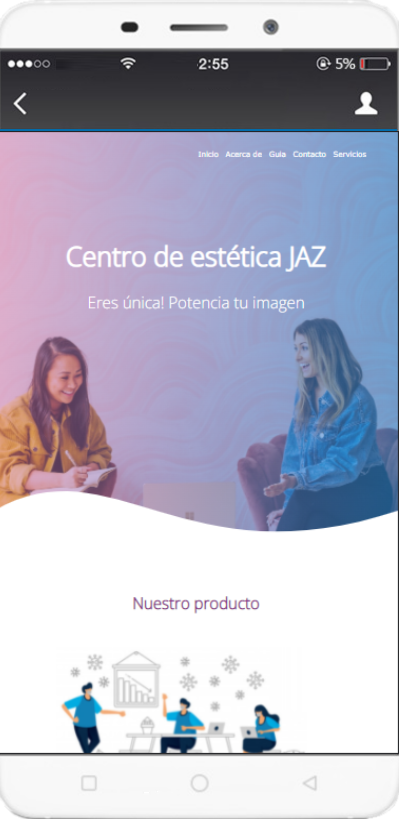 2:55
5%
Inicio Acerca de Guia Contacto Servicios
Centro de estética JAZ
Eres única! Potencia tu imagen
Nuestro producto